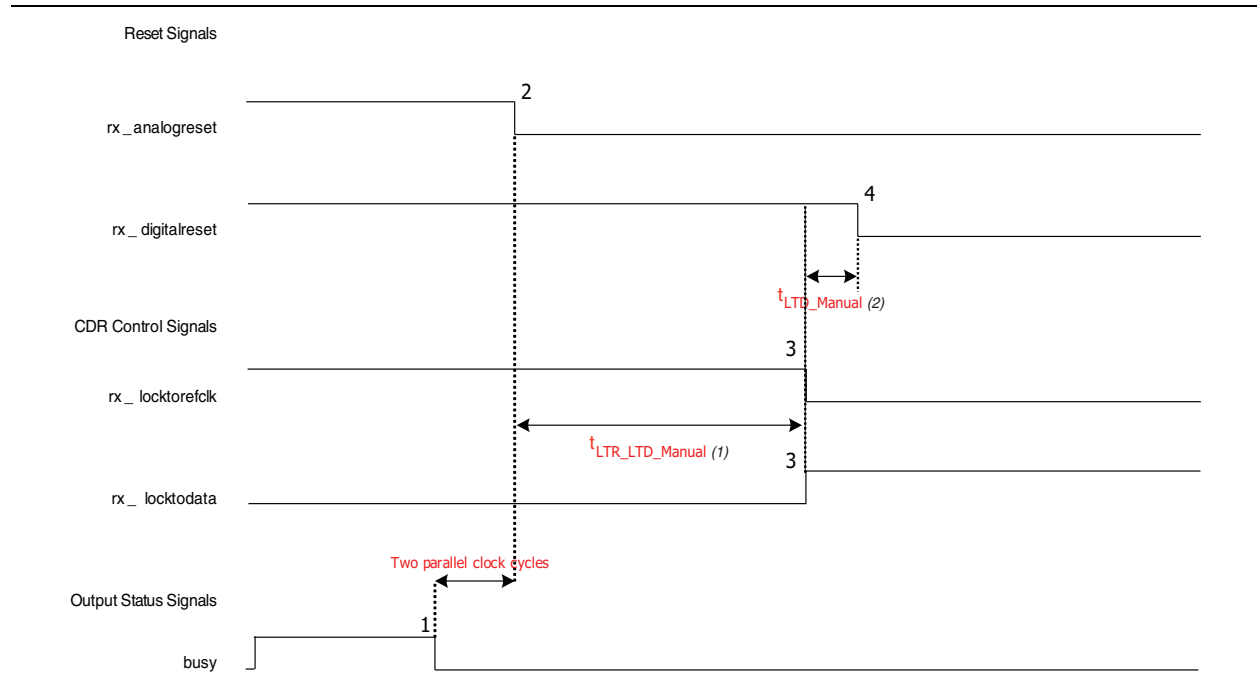 Reset Signals
2
rx _ analogreset
4
rx _ digitalreset
tLTD_Manual (2)
CDR Control Signals
3
rx _ locktorefclk
tLTR_LTD_Manual (1)
3
rx _ locktodata
Two parallel clock cycles
Output Status Signals
1
busy